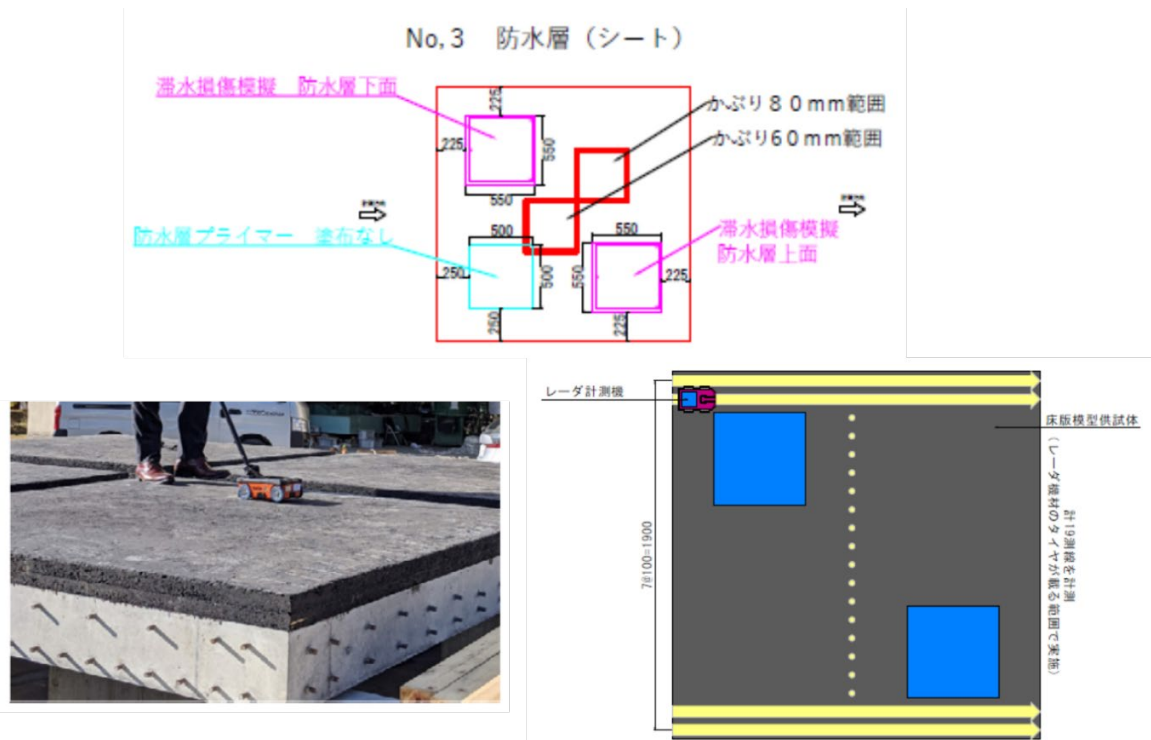 No,3　防水層（シート）
滞水損傷模擬　防水層下面
225
225
550
550
かぶり８０mm範囲
かぶり6０mm範囲
防水層プライマー　塗布なし
500
500
250
250
550
550
225
225
滞水損傷模擬
防水層上面
レーダ計測機
床版模型供試体
7@100=1900
計19測線を計測
（レーダ機材のタイヤが載る範囲で実施）